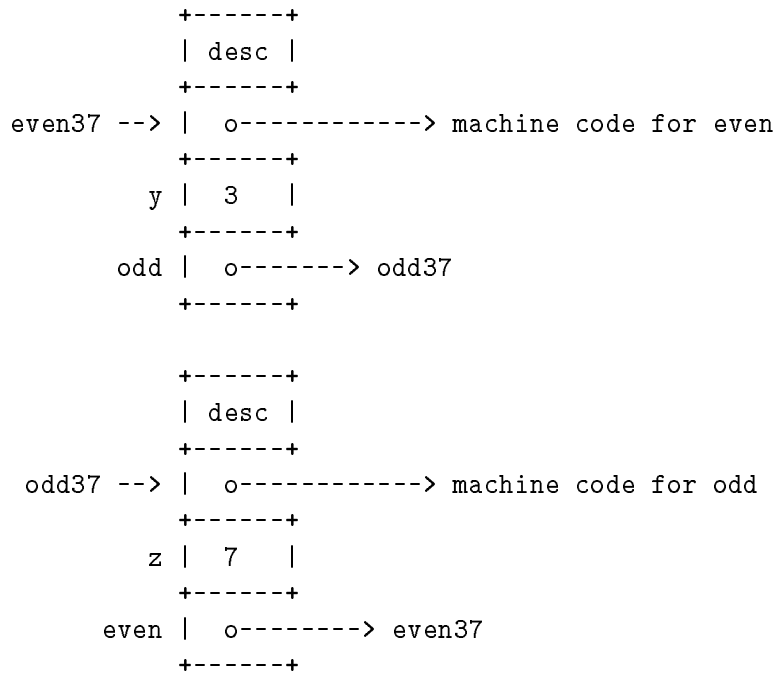 +------+
| desc |
+------+
even37 --> | o------------> machine code for even
+------+
y | 3 |
+------+
odd | o-------> odd37
+------+
+------+
| desc |
+------+
odd37 --> | o------------> machine code for odd
+------+
z | 7 |
+------+
even | o--------> even37
+------+